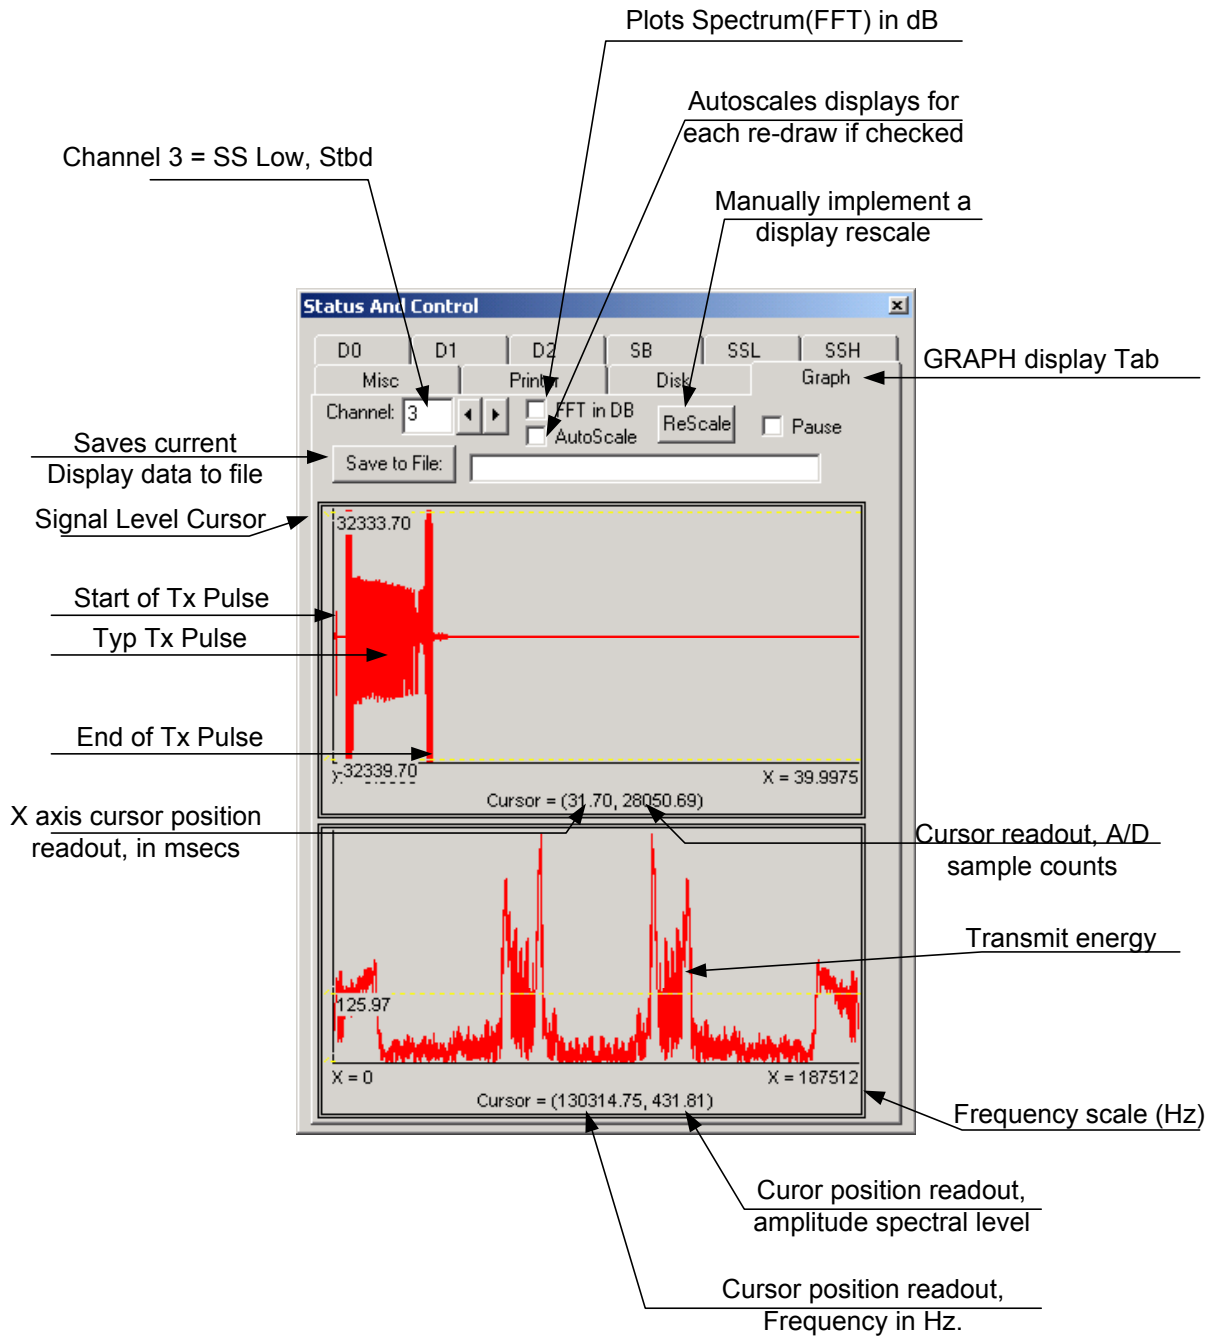 Plots Spectrum(FFT) in dB
Autoscales displays for
each re-draw if checked
Channel 3 = SS Low, Stbd
Manually implement a
display rescale
Status And Control
D0 D1 D2 SB SSL SSH
GRAPH display Tab
Misc Printer Disk Graph
Channel: 3 FFT in DB ReScale Pause
AutoScale
Saves current
Display data to file
Save to File:
Signal Level Cursor
32333.70
Start of Tx Pulse
Typ Tx Pulse
End of Tx Pulse
-32339.70
X = 39.9975
Cursor = (31.70, 28050.69)
X axis cursor position
readout, in msecs
Cursor readout, A/D
sample counts
Transmit energy
125.97
X = 0 X = 187512
Cursor = (130314.75, 431.81)
Frequency scale (Hz)
Curor position readout,
amplitude spectral level
Cursor position readout,
Frequency in Hz.